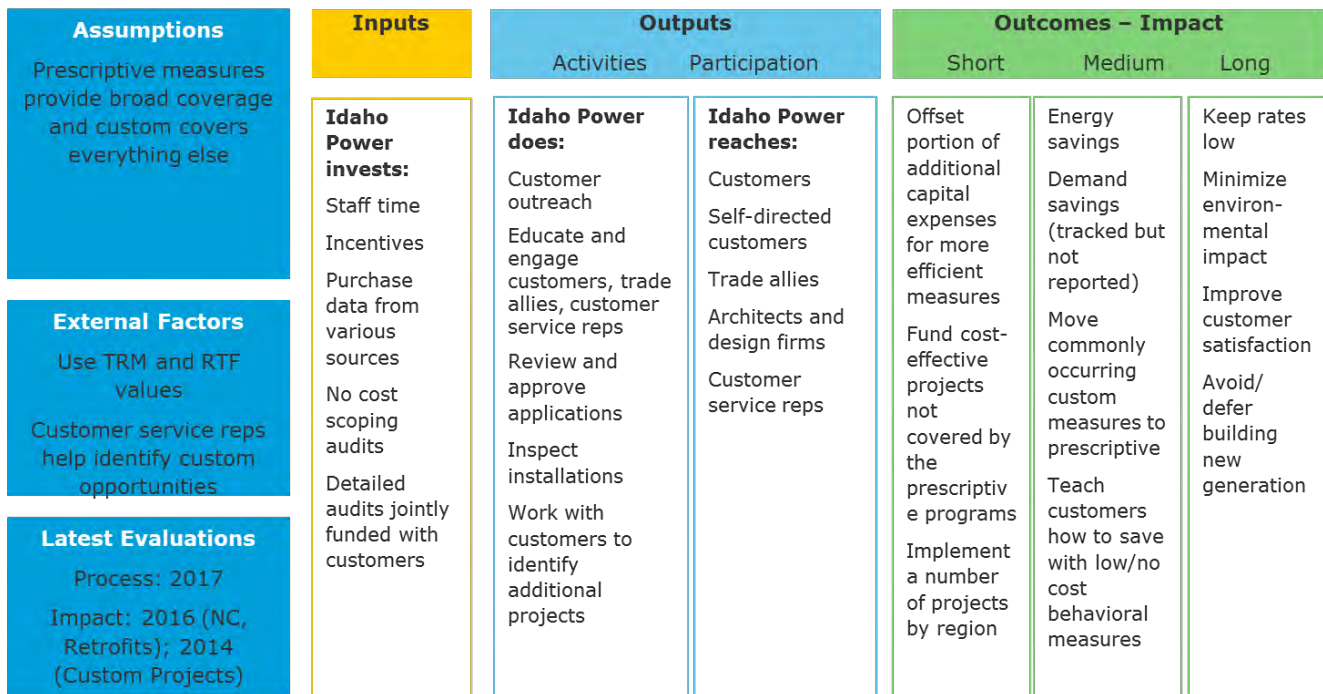 Assumptions
Prescriptive measures
provide broad coverage
and custom covers
everything else
External Factors
Use TRM and RTF
values
Customer service reps
help identify custom
opportunities
Latest Evaluations
Process: 2017
Impact: 2016 (NC,
Retrofits); 2014
(Custom Projects)
Inputs
Idaho
Power
invests:
Staff time
Incentives
Purchase
data from
various
sources
No cost
scoping
audits
Detailed
audits jointly
funded with
customers
Outputs
Activities
Participation
Idaho Power
does:
Customer
outreach
Educate and
engage
customers, trade
allies, customer
service reps
Review and
approve
applications
Inspect
installations
Work with
customers to
identify
additional
projects
Idaho Power
reaches:
Customers
Self-directed
customers
Trade allies
Architects and
design firms
Customer
service reps
Outcomes – Impact
Short
Medium
Long
Offset
portion of
additional
capital
expenses
for more
efficient
measures
Fund cost-
effective
projects
not
covered by
the
prescriptiv
e programs
Implement
a number
of projects
by region
Energy
savings
Demand
savings
(tracked but
not
reported)
Move
commonly
occurring
custom
measures to
prescriptive
Teach
customers
how to save
with low/no
cost
behavioral
measures
Keep rates
low
Minimize
environ-
mental
impact
Improve
customer
satisfaction
Avoid/
defer
building
new
generation